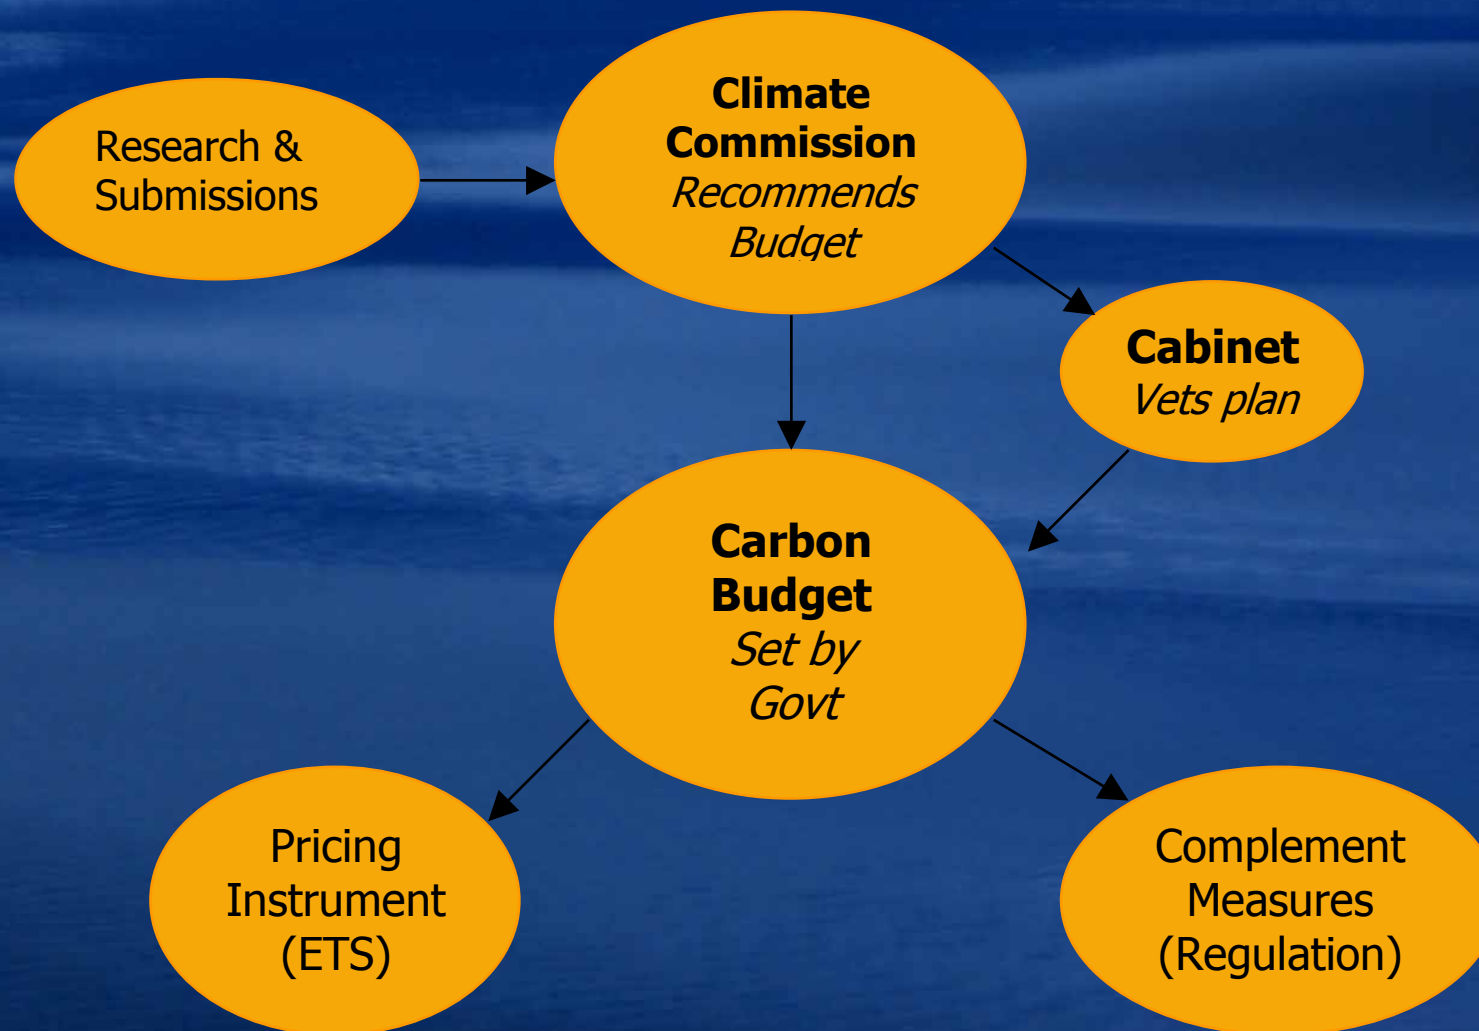 Research &
Submissions
Climate
Commission
Recommends
Budget
Cabinet
Vets plan
Carbon
Budget
Set by
Govt
Pricing
Instrument
(ETS)
Complement
Measures
(Regulation)